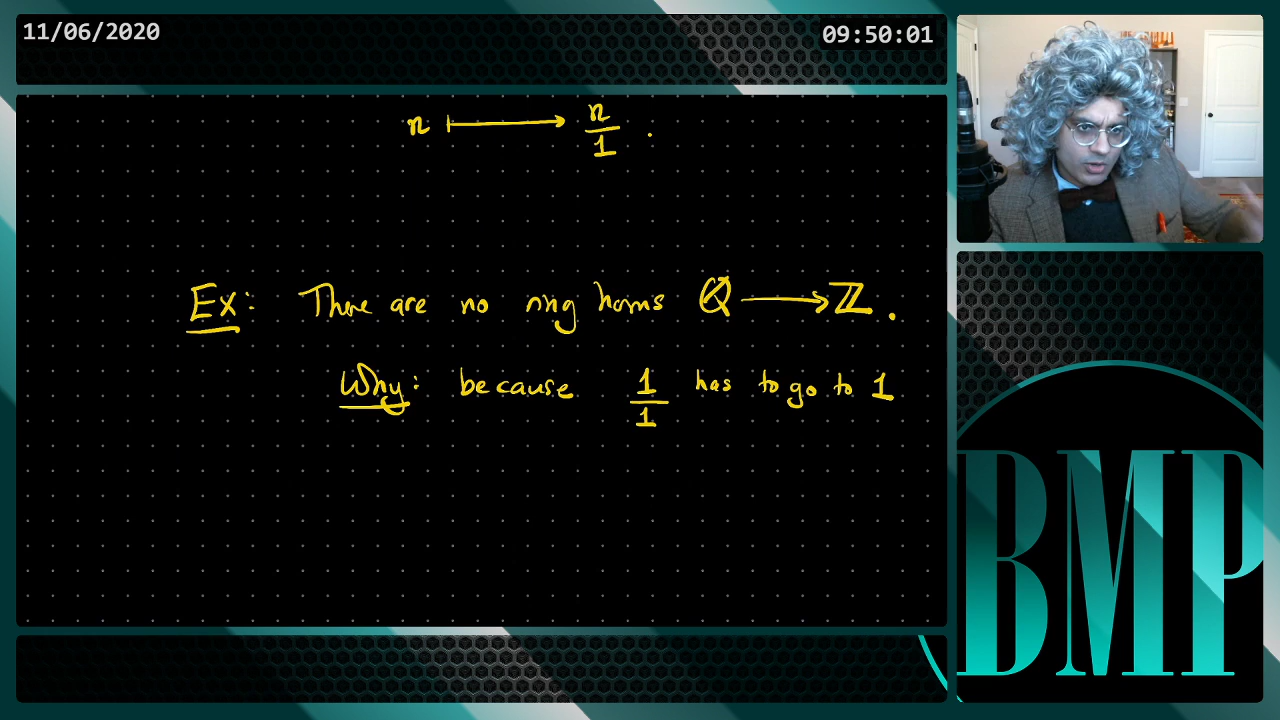 11/06/2020
09:50:01
n ↦ n/1 .
Ex: There are no ring homs ℚ ⟶ ℤ.
Why: because 1/1 has to go to 1
BMP